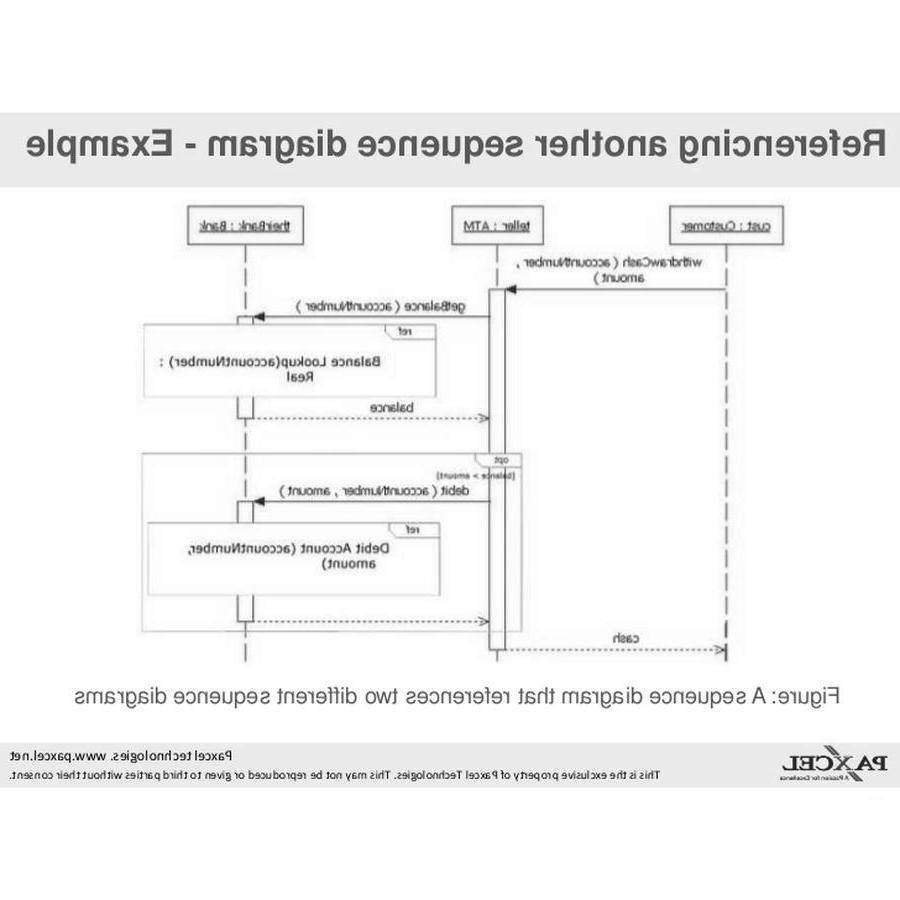 Referencing another sequence diagram - Example
cust : Customer
teller : ATM
theirBank : Bank
withdrawCash ( accountNumber ,
amount )
getBalance ( accountNumber )
ref
Balance Lookup(accountNumber) :
Real
balance
opt
[balance > amount]
debit ( accountNumber , amount )
ref
Debit Account (accountNumber,
amount)
cash
Figure: A sequence diagram that references two different sequence diagrams
PAXCEL
A Passion for Excellence
Paxcel technologies. www.paxcel.net
This is the exclusive property of Paxcel Technologies. This may not be reproduced or given to third parties without their consent.